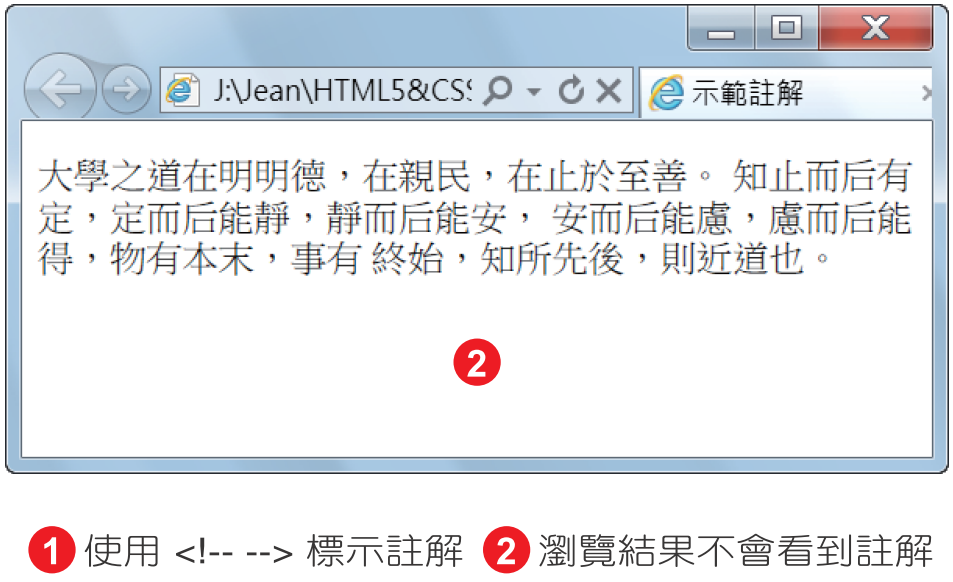 J:\Jean\HTML5&CSS
示範註解
大學之道在明明德，在親民，在止於至善。 知止而后有
定，定而后能靜，靜而后能安， 安而后能慮，慮而后能
得，物有本末，事有 終始，知所先後，則近道也。
2
1 使用 <!-- --> 標示註解 2 瀏覽結果不會看到註解